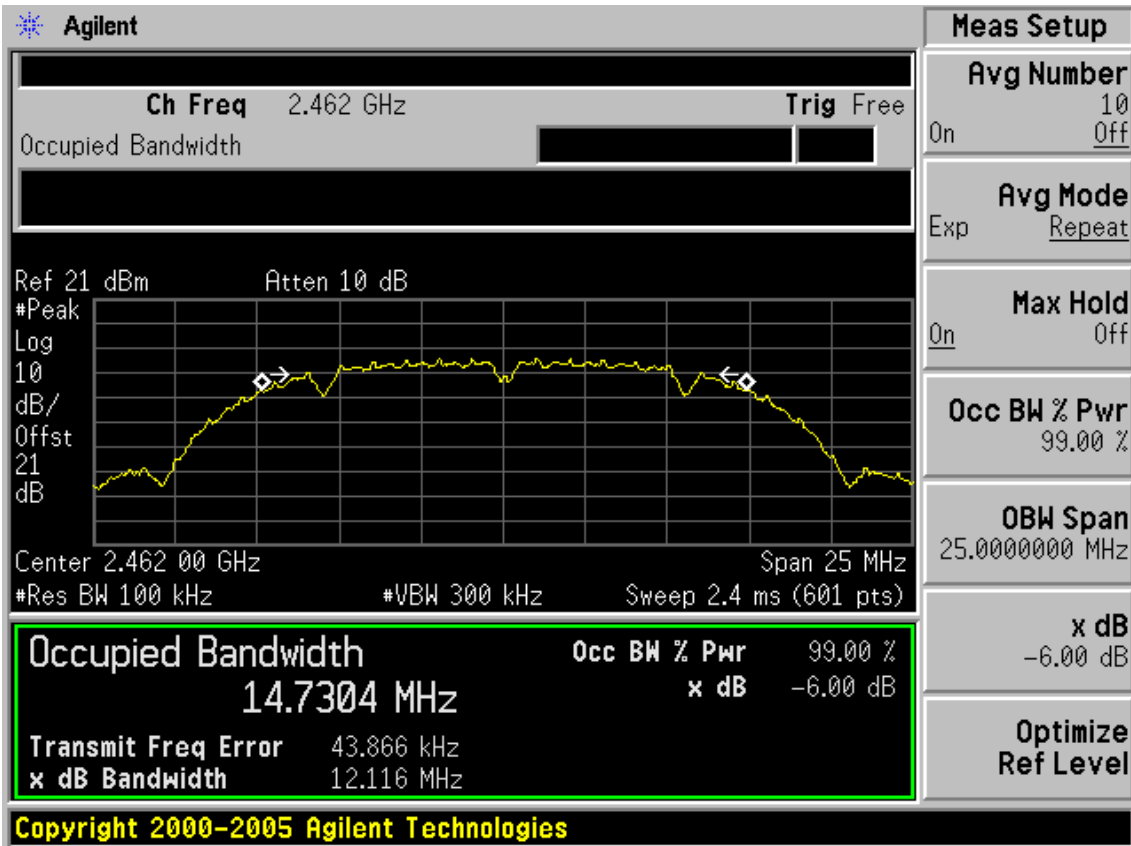 Agilent
Ch Freq 2.462 GHz Trig Free
Occupied Bandwidth
Ref 21 dBm Atten 10 dB
#Peak
Log
10
dB/
Offst
21
dB
Center 2.462 00 GHz Span 25 MHz
#Res BW 100 kHz #VBW 300 kHz Sweep 2.4 ms (601 pts)
Occupied Bandwidth
14.7304 MHz
Occ BW % Pwr 99.00 %
x dB -6.00 dB
Transmit Freq Error 43.866 kHz
x dB Bandwidth 12.116 MHz
Copyright 2000-2005 Agilent Technologies
Meas Setup
Avg Number
10
On Off
Avg Mode
Exp Repeat
Max Hold
On Off
Occ BW % Pwr
99.00 %
OBW Span
25.0000000 MHz
x dB
-6.00 dB
Optimize
Ref Level